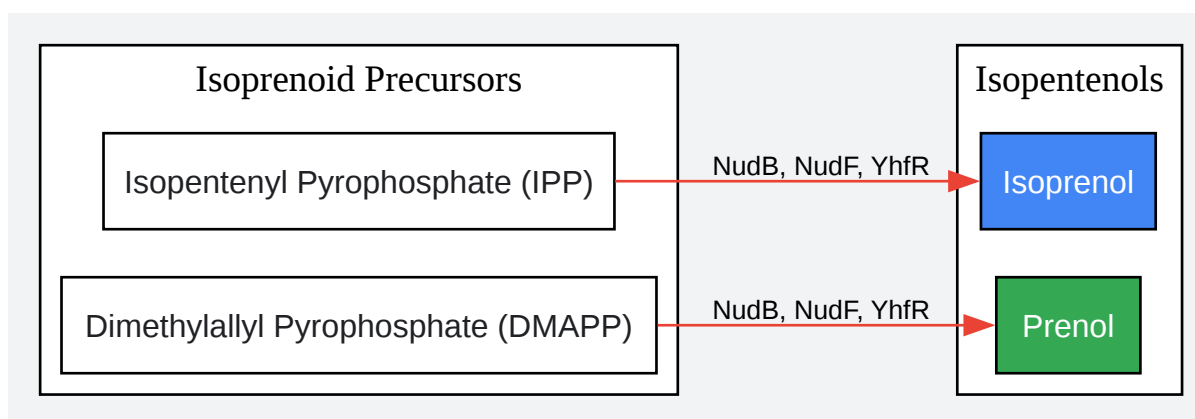 Isoprenoid Precursors
Isopentenols
Isopentenyl Pyrophosphate (IPP)
NudB, NudF, YhfR
Isoprenol
Dimethylallyl Pyrophosphate (DMAPP)
NudB, NudF, YhfR
Prenol